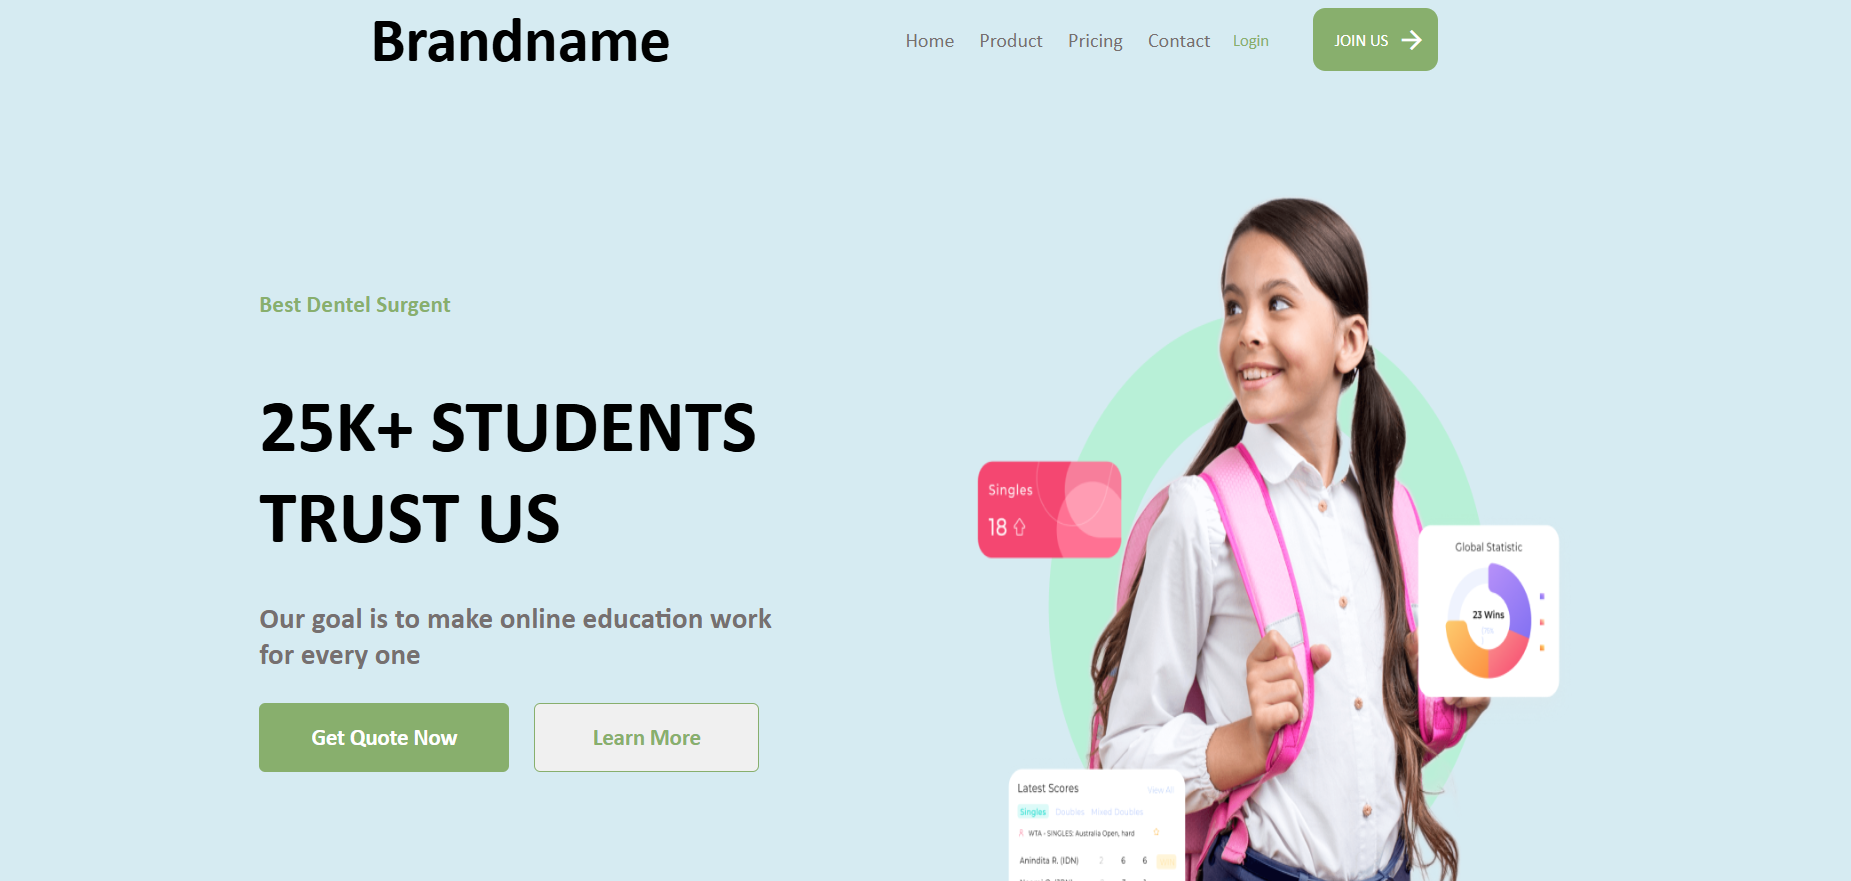 Brandname
Home Product Pricing Contact Login JOIN US
Best Dentel Surgent
25K+ STUDENTS
TRUST US
Our goal is to make online education work
for every one
Get Quote Now Learn More
Singles
18
Global Statistic
23 Wins
Latest Scores View All
Singles Doubles Mixed Doubles
WTA - SINGLES: Australia Open, hard
Anindita R. (IDN) 2 6 6